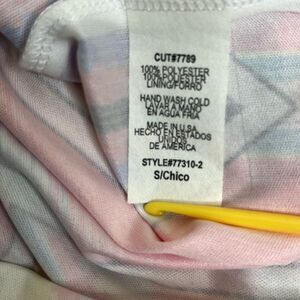 CUT#7789
100% POLYESTER
100% POLIESTER
LINING/FORRO
HAND WASH COLD
LAVAR A MANO
EN AGUA FRIA
MADE IN U.S.A
HECHO EN ESTADOS
UNIDOS
DE AMERICA
STYLE#77310-2
S/Chico